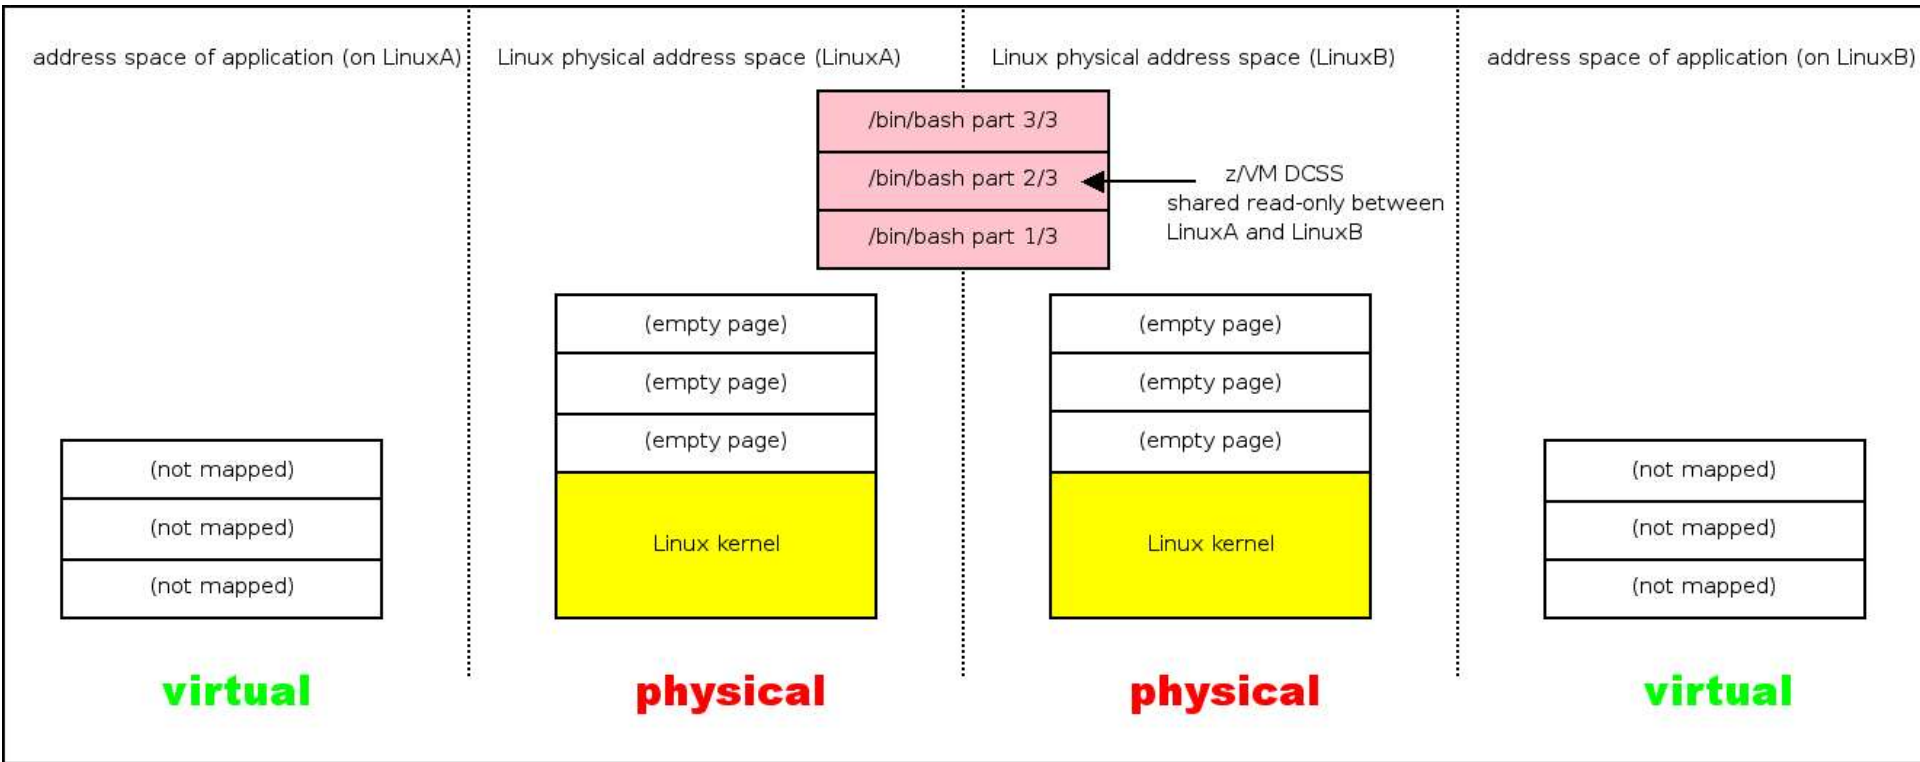 address space of application (on LinuxA)
Linux physical address space (LinuxA)
Linux physical address space (LinuxB)
address space of application (on LinuxB)
/bin/bash part 3/3
/bin/bash part 2/3
/bin/bash part 1/3
z/VM DCSS
shared read-only between
LinuxA and LinuxB
(not mapped)
(not mapped)
(not mapped)
(empty page)
(empty page)
(empty page)
Linux kernel
(empty page)
(empty page)
(empty page)
Linux kernel
(not mapped)
(not mapped)
(not mapped)
virtual
physical
physical
virtual